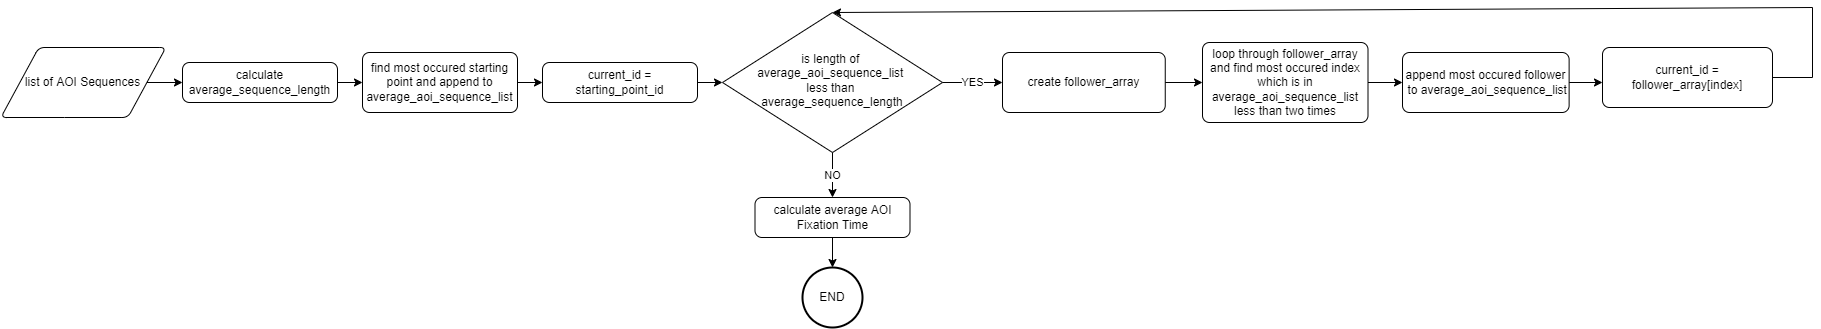 list of AOI Sequences
calculate
average_sequence_length
find most occured starting
point and append to
average_aoi_sequence_list
current_id =
starting_point_id
is length of
average_aoi_sequence_list
less than
average_sequence_length
YES
create follower_array
loop through follower_array
and find most occured index
which is in
average_aoi_sequence_list
less than two times
append most occured follower
to average_aoi_sequence_list
current_id =
follower_array[index]
NO
calculate average AOI
Fixation Time
END